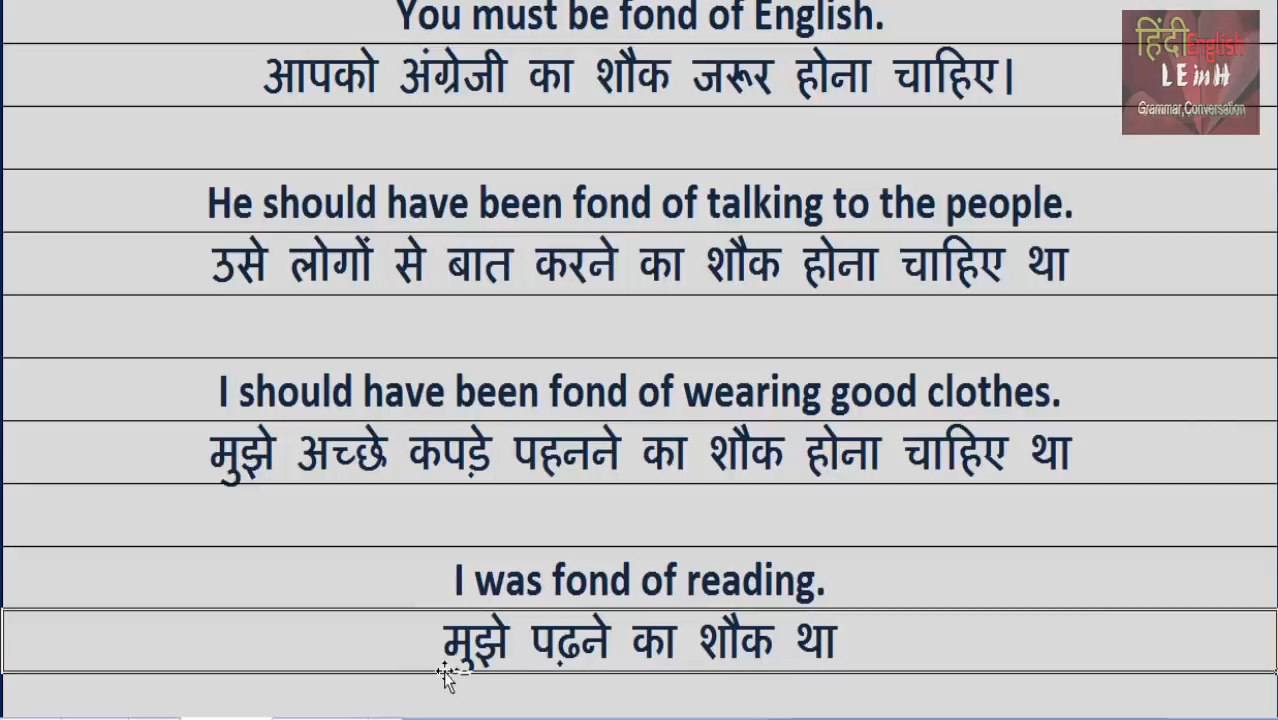 You must be fond of English.
आपको अंग्रेजी का शौक जरूर होना चाहिए।
हिंदी English
LEinH
Grammar,Conversation
He should have been fond of talking to the people.
उसे लोगों से बात करने का शौक होना चाहिए था
I should have been fond of wearing good clothes.
मुझे अच्छे कपड़े पहनने का शौक होना चाहिए था
I was fond of reading.
मुझे पढ़ने का शौक था